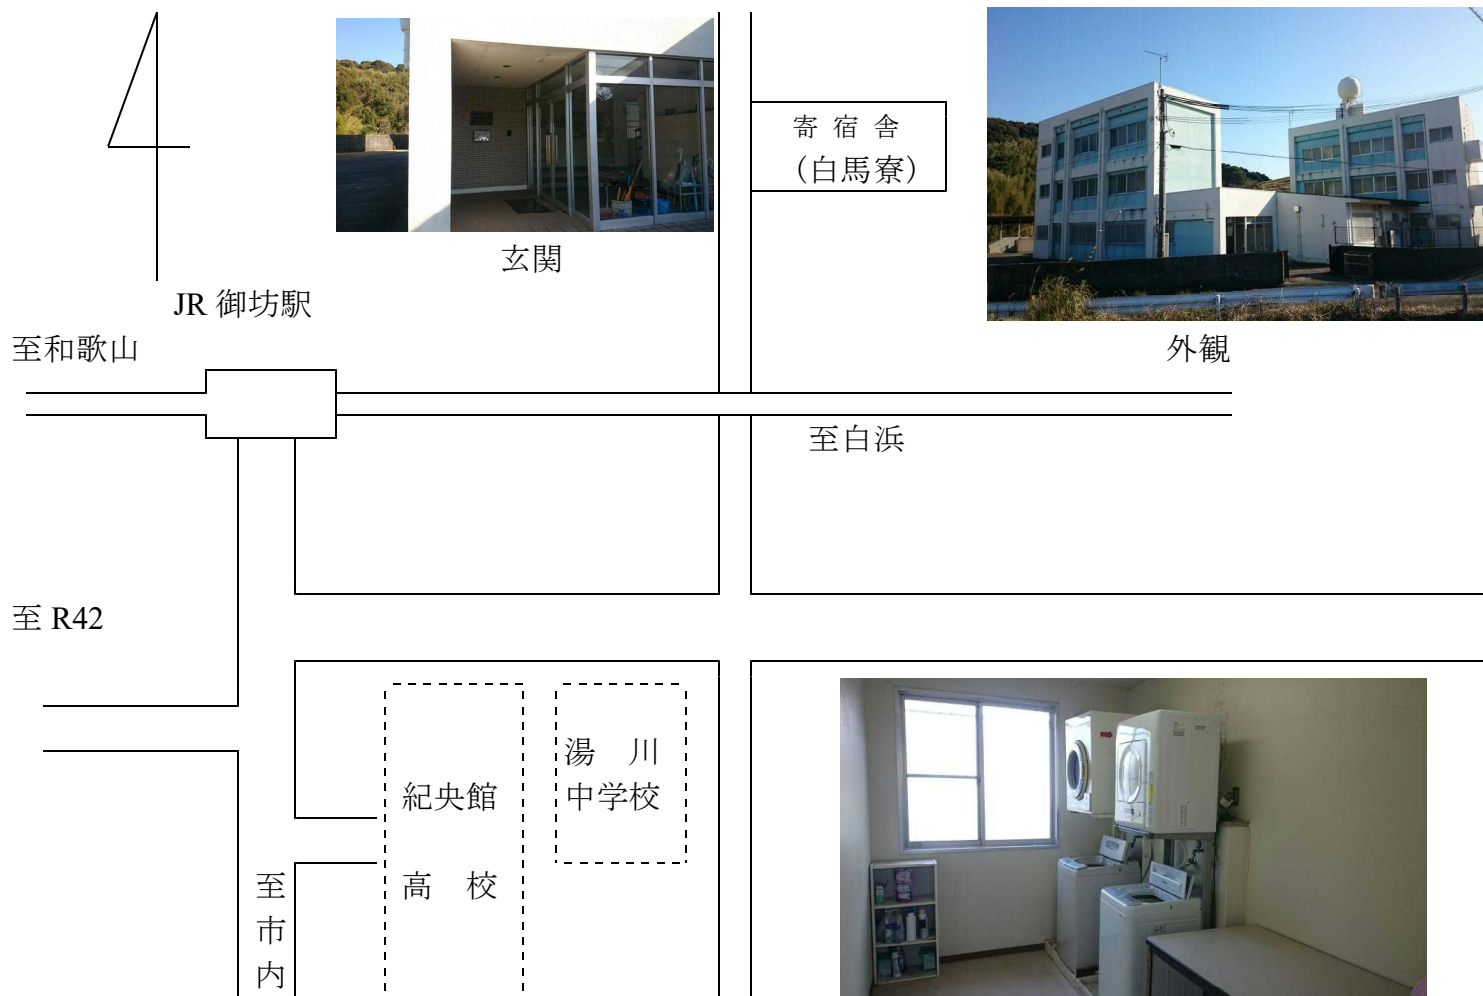 寄 宿 舎
（白馬寮）
玄関
JR 御坊駅
至和歌山
外観
至白浜
至 R42
湯　川
中学校
紀央館
高　校
至
市
内